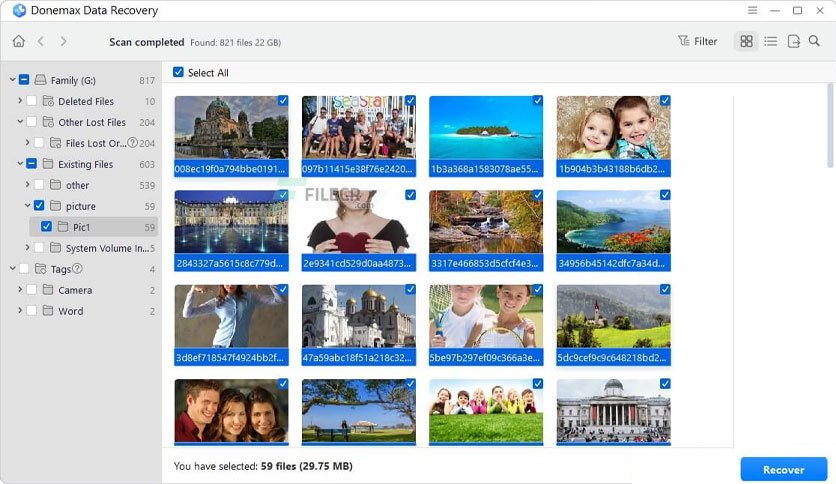 Donemax Data Recovery
Scan completed Found: 821 files 22 GB)
Filter
Family (G:) 817
Deleted Files 10
Other Lost Files 204
Files Lost Or... 204
Existing Files 603
other 539
picture 59
Pic1 59
System Volume In... 5
Tags 4
Camera 2
Word 2
Select All
SeaStar
008ec19f0a794bbe0191... 097b11415e38f76e2420... 1b3a368a1583078ae55... 1b904b3b43188b6db2...
FILECR
.com
2843327a5615c8c779d... 2e9341cd529d0aa4873... 3317e466853d5cfcf4e3... 34956b45142dfc7a34d...
3d8ef718547f4924bb2f... 47a59abc18f51a218c32... 5be97b297ef09c366a3e... 5dc9cef9c9c648218bd2...
You have selected: 59 files (29.75 MB)
Recover